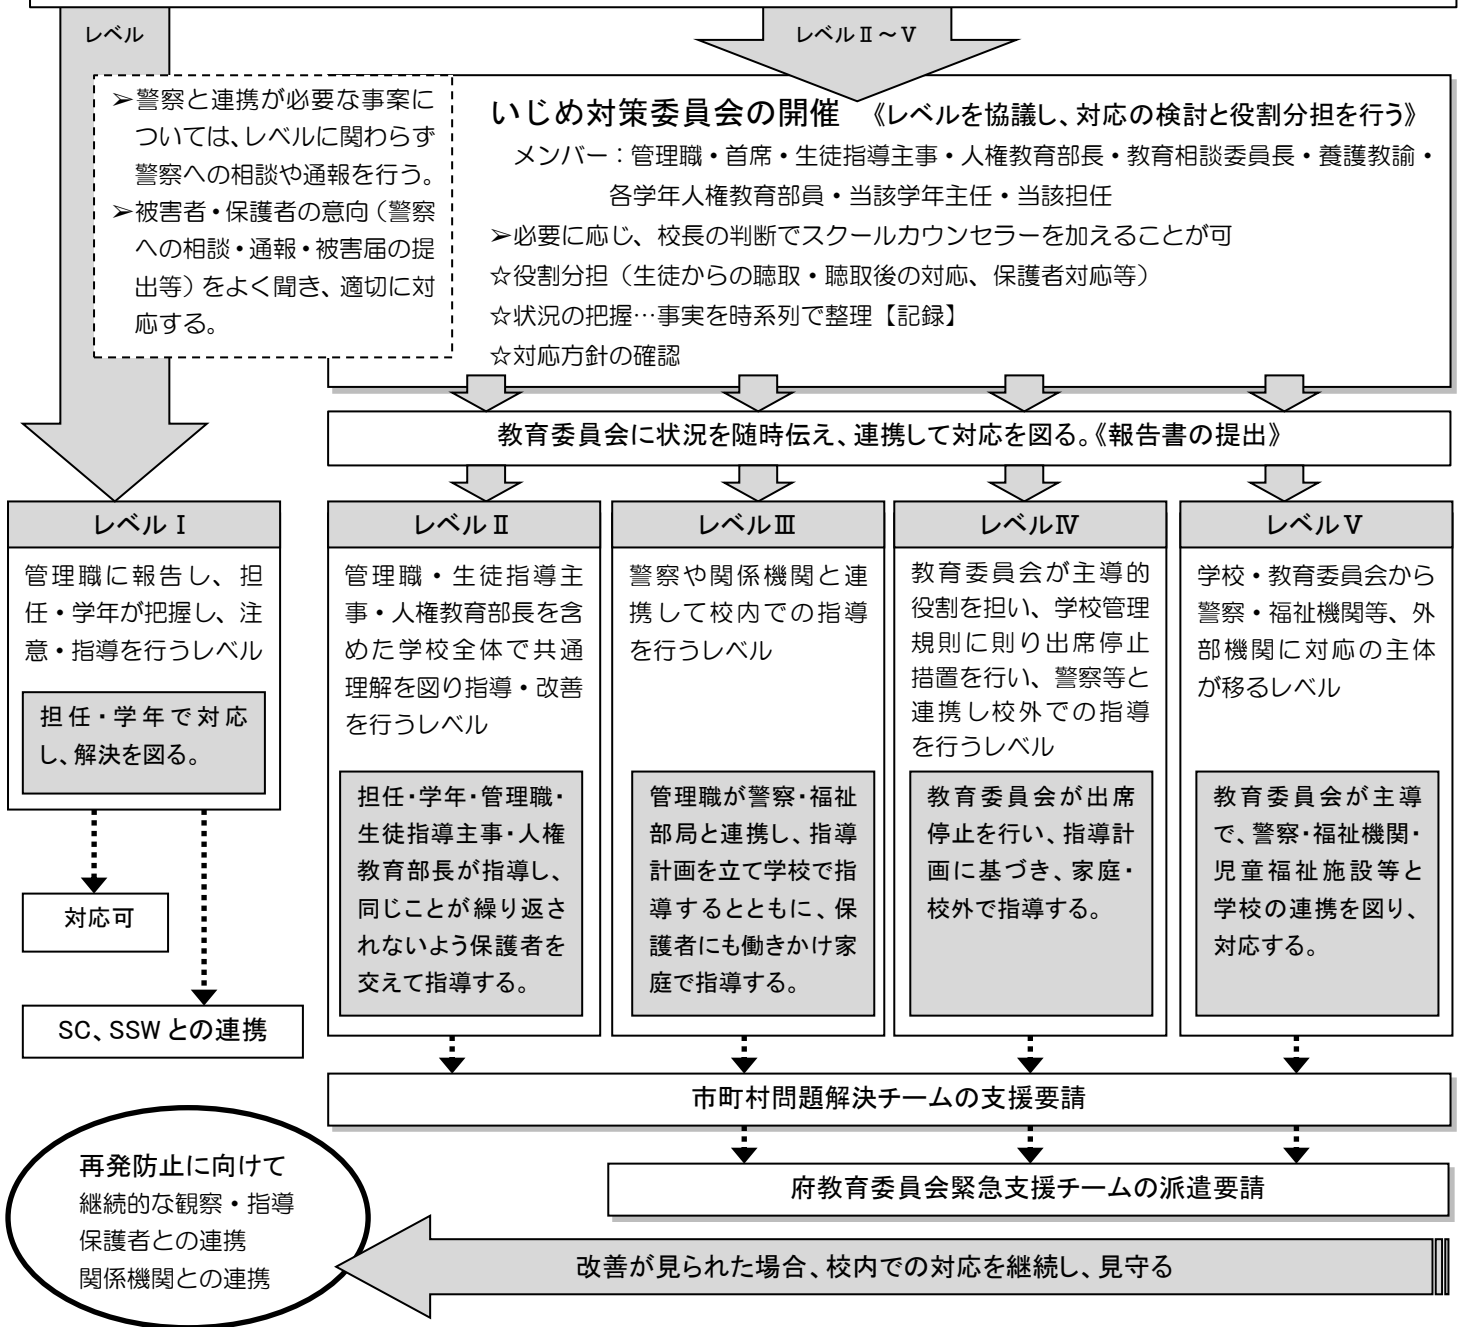 レベル
レベルⅡ～Ⅴ
➢警察と連携が必要な事案に
ついては、レベルに関わらず
警察への相談や通報を行う。
➢被害者・保護者の意向（警察
への相談・通報・被害届の提
出等）をよく聞き、適切に対
応する。
いじめ対策委員会の開催 《レベルを協議し、対応の検討と役割分担を行う》
メンバー：管理職・首席・生徒指導主事・人権教育部長・教育相談委員長・養護教諭・
各学年人権教育部員・当該学年主任・当該担任
➢必要に応じ、校長の判断でスクールカウンセラーを加えることが可
☆役割分担（生徒からの聴取・聴取後の対応、保護者対応等）
☆状況の把握…事実を時系列で整理【記録】
☆対応方針の確認
教育委員会に状況を随時伝え、連携して対応を図る。《報告書の提出》
レベルⅠ
管理職に報告し、担
任・学年が把握し、注
意・指導を行うレベル
担任・学年で対応
し、解決を図る。
対応可
SC、SSWとの連携
レベルⅡ
管理職・生徒指導主
事・人権教育部長を含
めた学校全体で共通
理解を図り指導・改善
を行うレベル
担任・学年・管理職・
生徒指導主事・人権
教育部長が指導し、
同じことが繰り返さ
れないよう保護者を
交えて指導する。
レベルⅢ
警察や関係機関と連
携して校内での指導
を行うレベル
管理職が警察・福祉
部局と連携し、指導
計画を立て学校で指
導するとともに、保
護者にも働きかけ家
庭で指導する。
レベルⅣ
教育委員会が主導的
役割を担い、学校管理
規則に則り出席停止
措置を行い、警察等と
連携し校外での指導
を行うレベル
教育委員会が出席
停止を行い、指導計
画に基づき、家庭・
校外で指導する。
レベルⅤ
学校・教育委員会から
警察・福祉機関等、外
部機関に対応の主体
が移るレベル
教育委員会が主導
で、警察・福祉機関・
児童福祉施設等と
学校の連携を図り、
対応する。
市町村問題解決チームの支援要請
府教育委員会緊急支援チームの派遣要請
再発防止に向けて
継続的な観察・指導
保護者との連携
関係機関との連携
改善が見られた場合、校内での対応を継続し、見守る